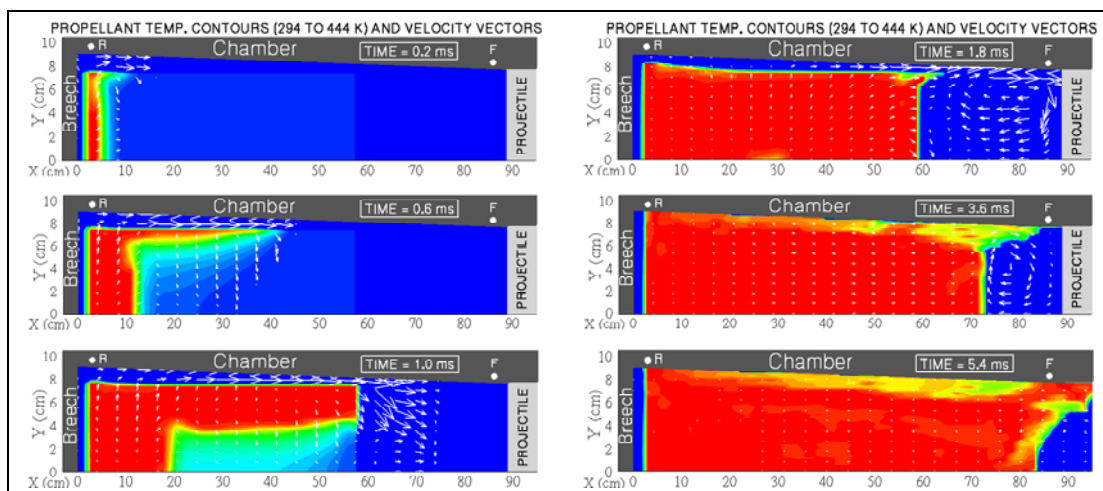 PROPELLANT TEMP. CONTOURS (294 TO 444 K) AND VELOCITY VECTORS
10
8
6
4
2
0
Y (cm)
R
Chamber
TIME = 0.2 ms
F
Breech
PROJECTILE
X (cm) 0 10 20 30 40 50 60 70 80 90
10
8
6
4
2
0
Y (cm)
R
Chamber
TIME = 0.6 ms
F
Breech
PROJECTILE
X (cm) 0 10 20 30 40 50 60 70 80 90
10
8
6
4
2
0
Y (cm)
R
Chamber
TIME = 1.0 ms
F
Breech
PROJECTILE
X (cm) 0 10 20 30 40 50 60 70 80 90
PROPELLANT TEMP. CONTOURS (294 TO 444 K) AND VELOCITY VECTORS
10
8
6
4
2
0
Y (cm)
R
Chamber
TIME = 1.8 ms
F
Breech
PROJECTILE
X (cm) 0 10 20 30 40 50 60 70 80 90
10
8
6
4
2
0
Y (cm)
R
Chamber
TIME = 3.6 ms
F
Breech
PROJECTILE
X (cm) 0 10 20 30 40 50 60 70 80 90
10
8
6
4
2
0
Y (cm)
R
Chamber
TIME = 5.4 ms
F
Breech
X (cm) 0 10 20 30 40 50 60 70 80 90